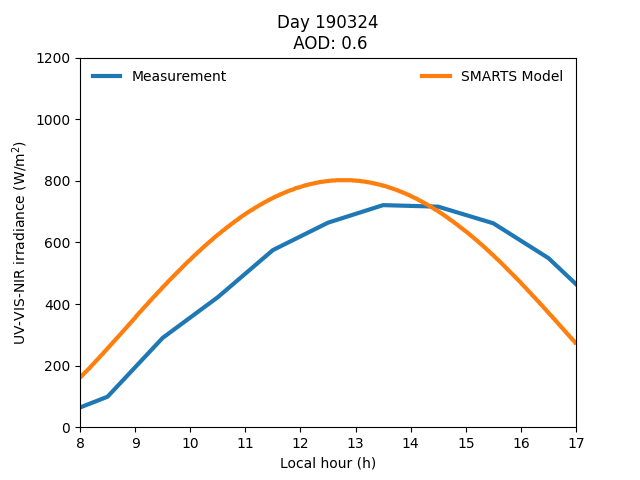 Day 190324
AOD: 0.6
Measurement
SMARTS Model
UV-VIS-NIR irradiance (W/m²)
1200
1000
800
600
400
200
0
8 9 10 11 12 13 14 15 16 17
Local hour (h)